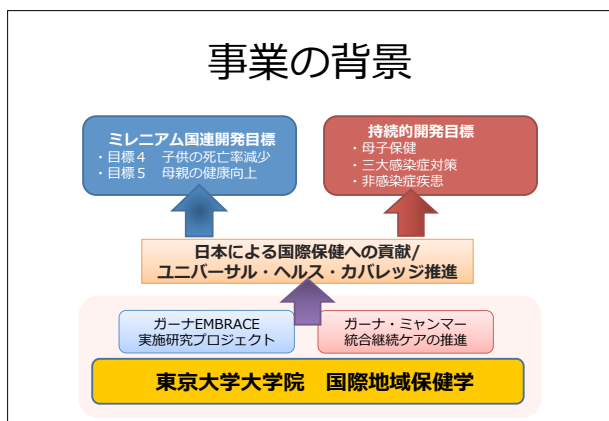 事業の背景
ミレニアム国連開発目標
・目標４　子供の死亡率減少
・目標５　母親の健康向上
持続的開発目標
・母子保健
・三大感染症対策
・非感染症疾患
日本による国際保健への貢献/
ユニバーサル・ヘルス・カバレッジ推進
ガーナEMBRACE
実施研究プロジェクト
ガーナ・ミャンマー
統合継続ケアの推進
東京大学大学院　国際地域保健学